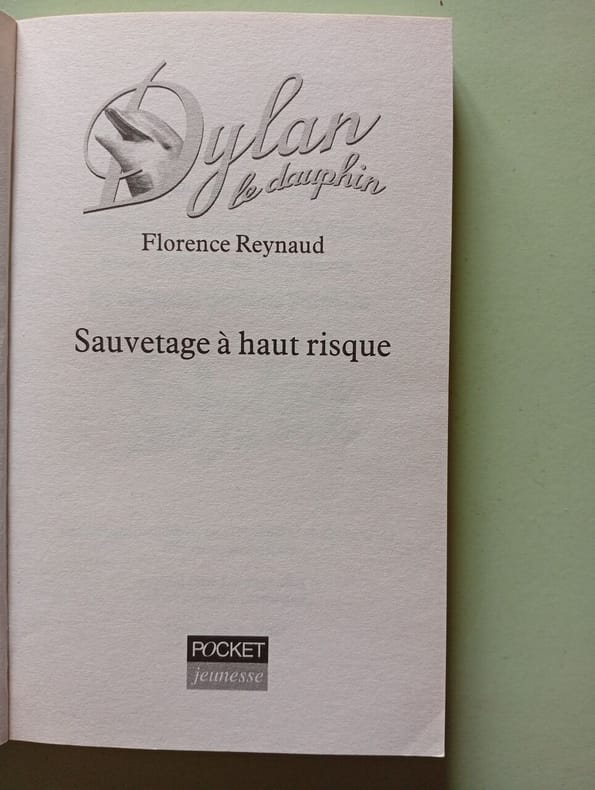 Dylan
le dauphin
Florence Reynaud
Sauvetage à haut risque
POCKET
jeunesse